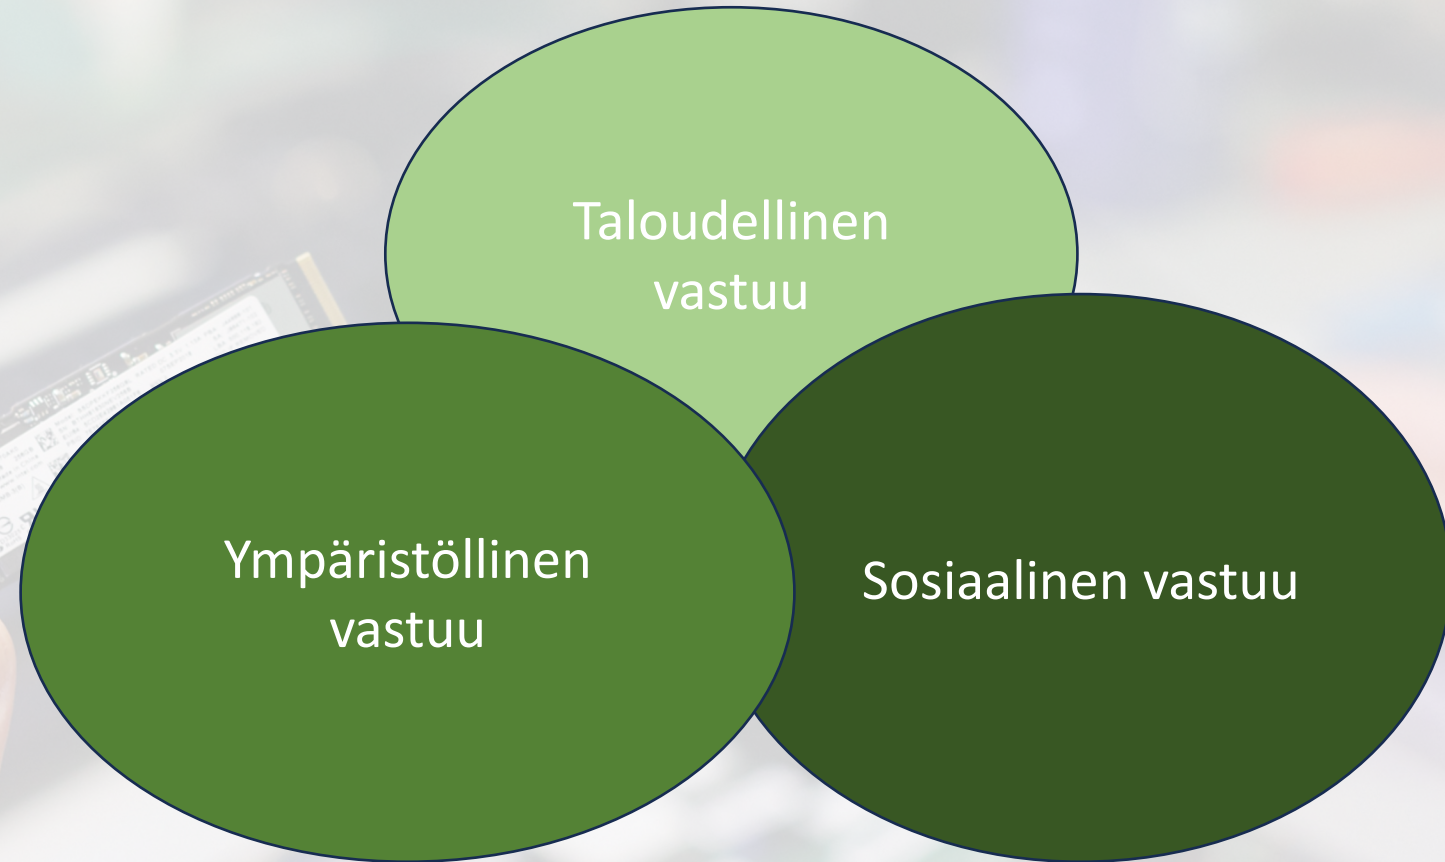 Taloudellinen
vastuu
Ympäristöllinen
vastuu
Sosiaalinen vastuu